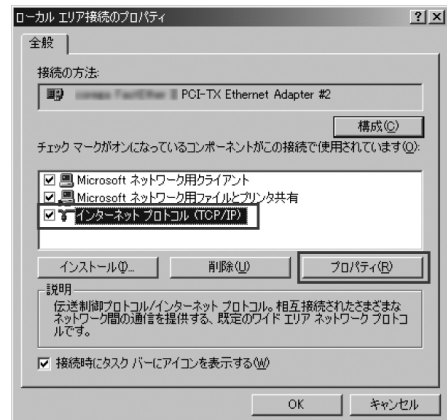 ローカル エリア接続のプロパティ
全般
接続の方法:
PCI-TX Ethernet Adapter #2
構成(C)
チェック マークがオンになっているコンポーネントがこの接続で使用されています(O):
Microsoft ネットワーク用クライアント
Microsoft ネットワーク用ファイルとプリンタ共有
インターネット プロトコル (TCP/IP)
インストール(I)...
削除(U)
プロパティ(R)
説明
伝送制御プロトコル/インターネット プロトコル。相互接続されたさまざまな
ネットワーク間の通信を提供する、既定のワイド エリア ネットワーク プロトコ
ルです。
接続時にタスク バーにアイコンを表示する(W)
OK
キャンセル